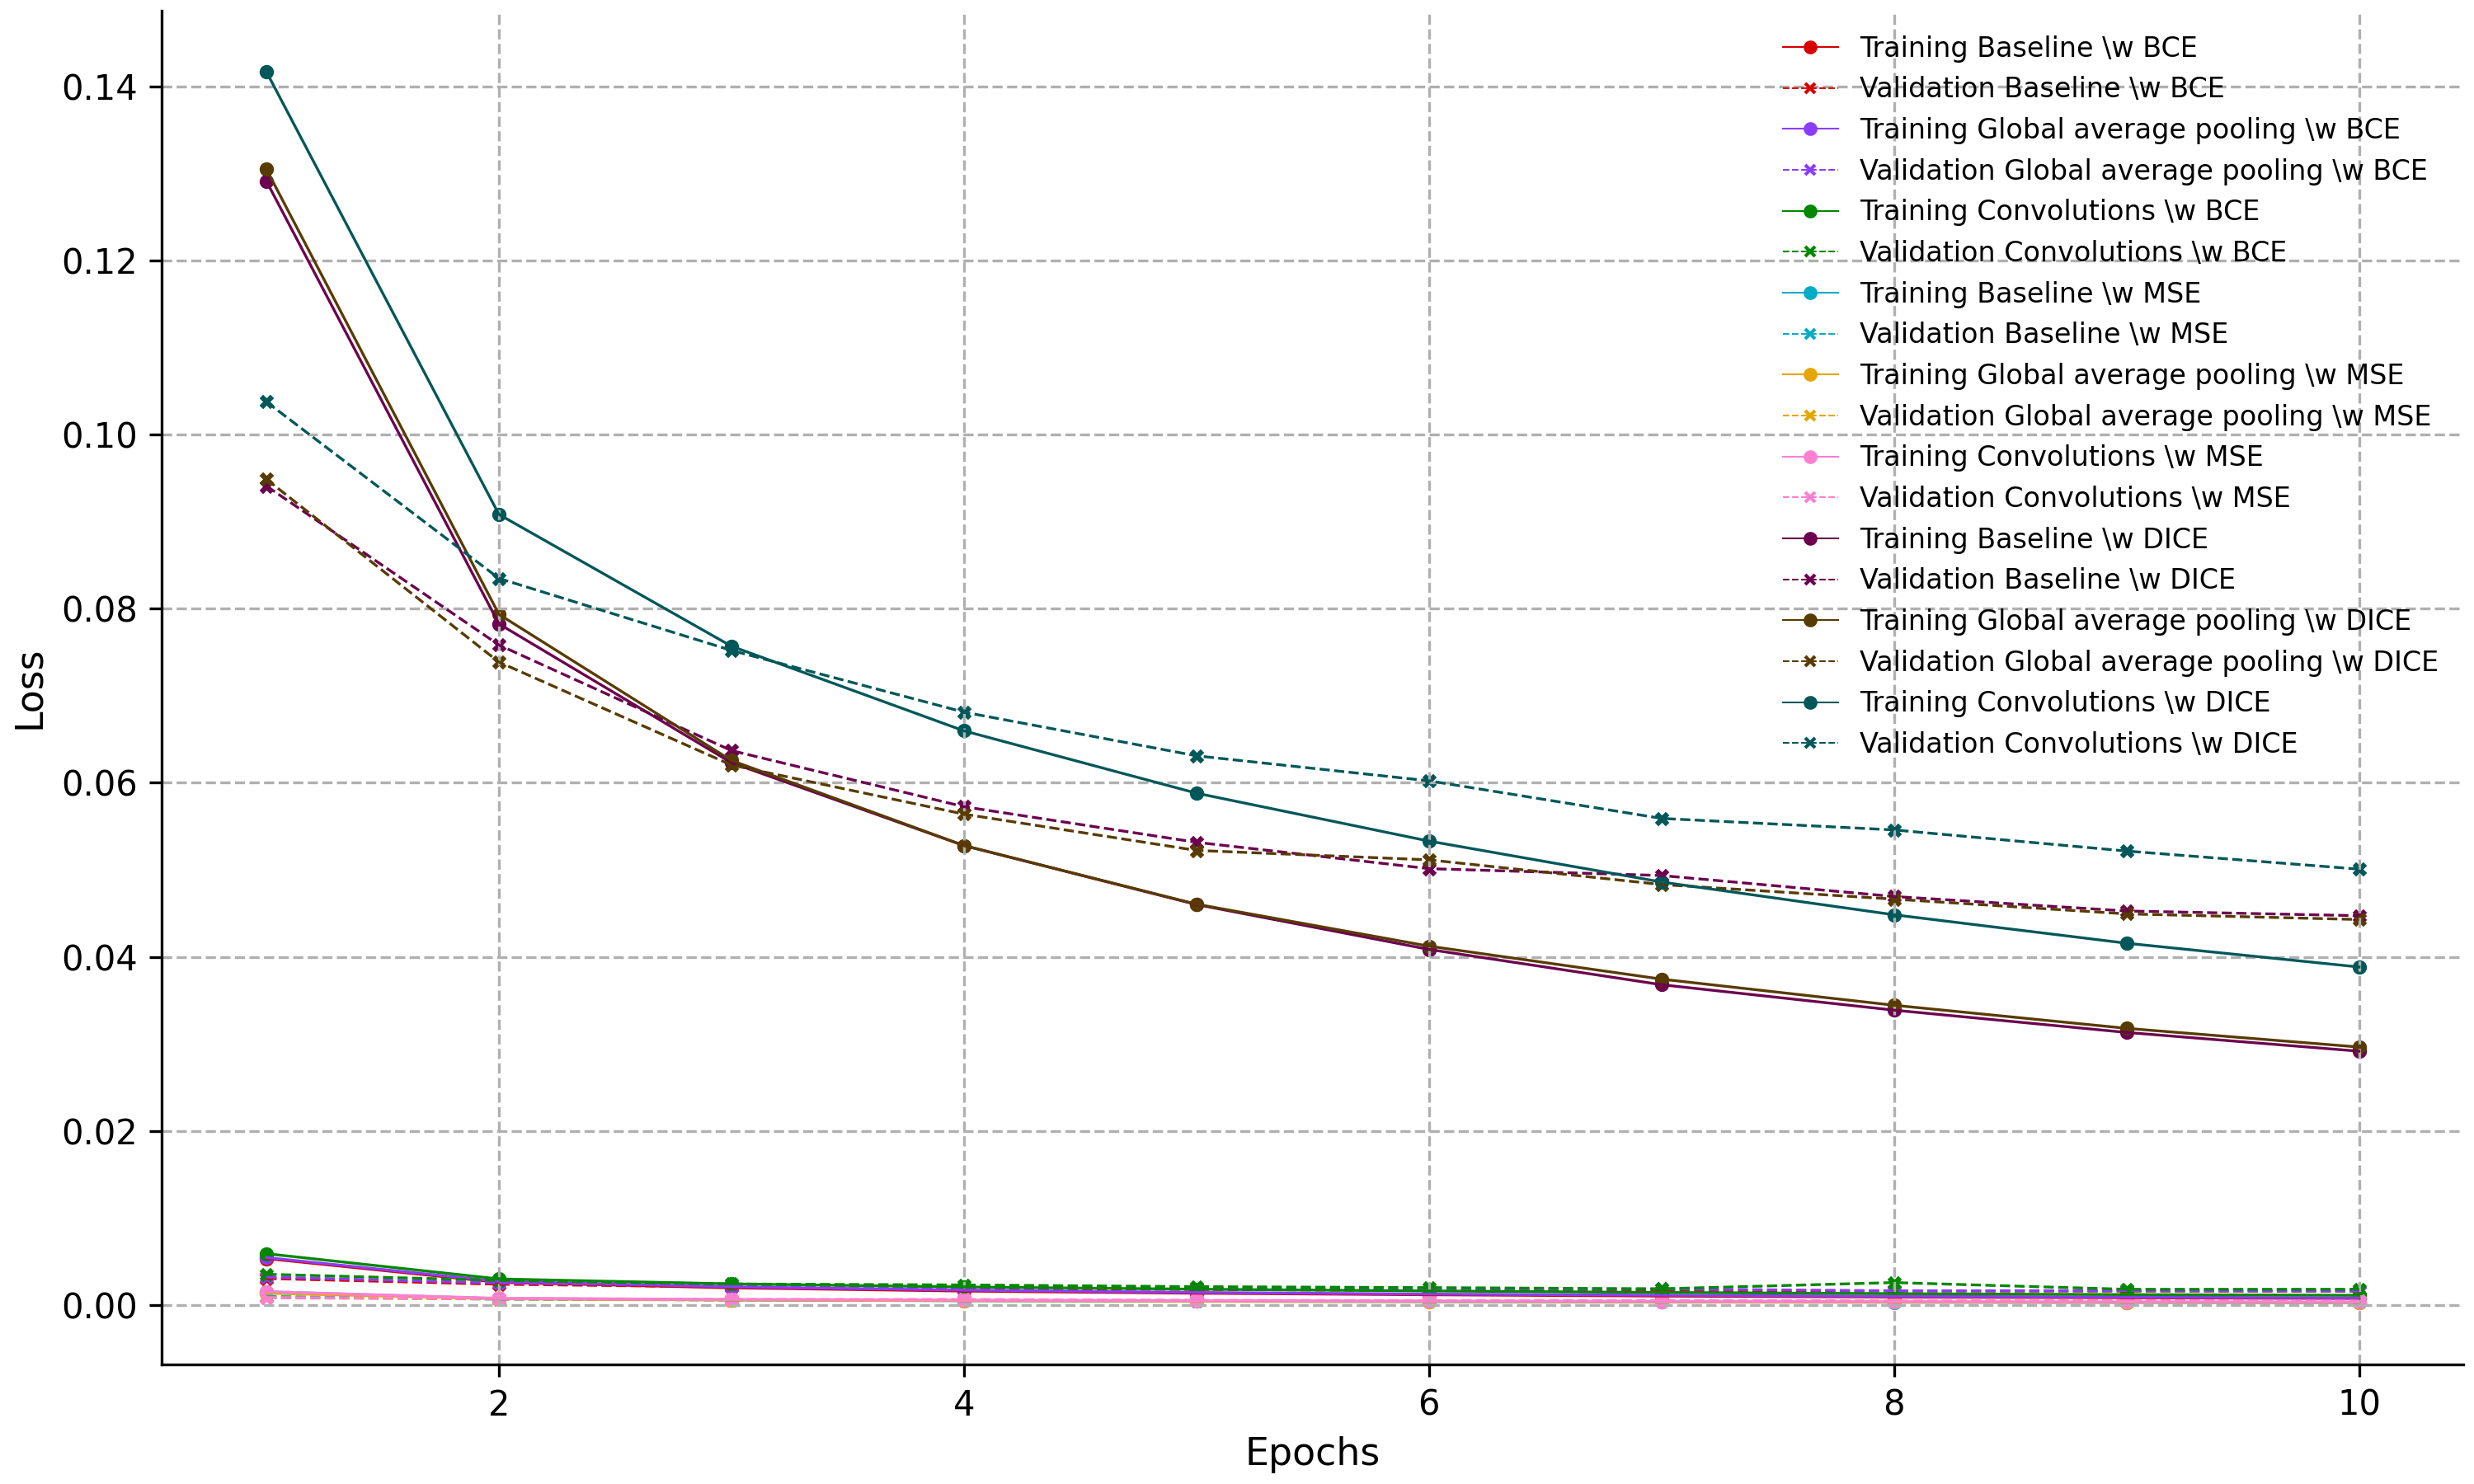 Training Baseline \w BCE
Validation Baseline \w BCE
Training Global average pooling \w BCE
Validation Global average pooling \w BCE
Training Convolutions \w BCE
Validation Convolutions \w BCE
Training Baseline \w MSE
Validation Baseline \w MSE
Training Global average pooling \w MSE
Validation Global average pooling \w MSE
Training Convolutions \w MSE
Validation Convolutions \w MSE
Training Baseline \w DICE
Validation Baseline \w DICE
Training Global average pooling \w DICE
Validation Global average pooling \w DICE
Training Convolutions \w DICE
Validation Convolutions \w DICE
0.14
0.12
0.10
0.08
0.06
0.04
0.02
0.00
Loss
2 4 6 8 10
Epochs